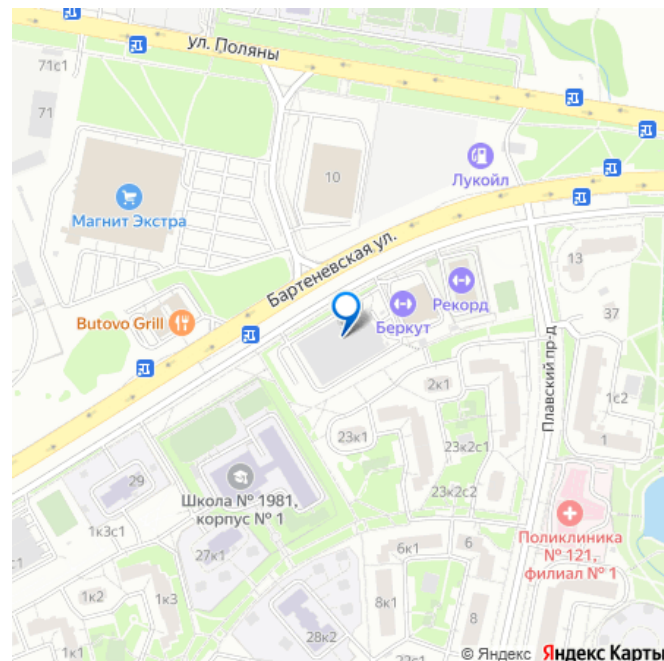 ул. Поляны
71с1
71
10
Лукойл
Магнит Экстра
Бартеневская ул.
13
Butovo Grill
Беркут
Рекорд
37
Плавский пр-д
2к1
1с2
23к1
23к2с1
1
29
Школа № 1981,
корпус № 1
23к2с2
1к3с1
Поликлиника
№ 121,
филиал № 1
27к1
6к1
6
1к2
1к3
8к1
8
28к2
© Яндекс Яндекс Карты